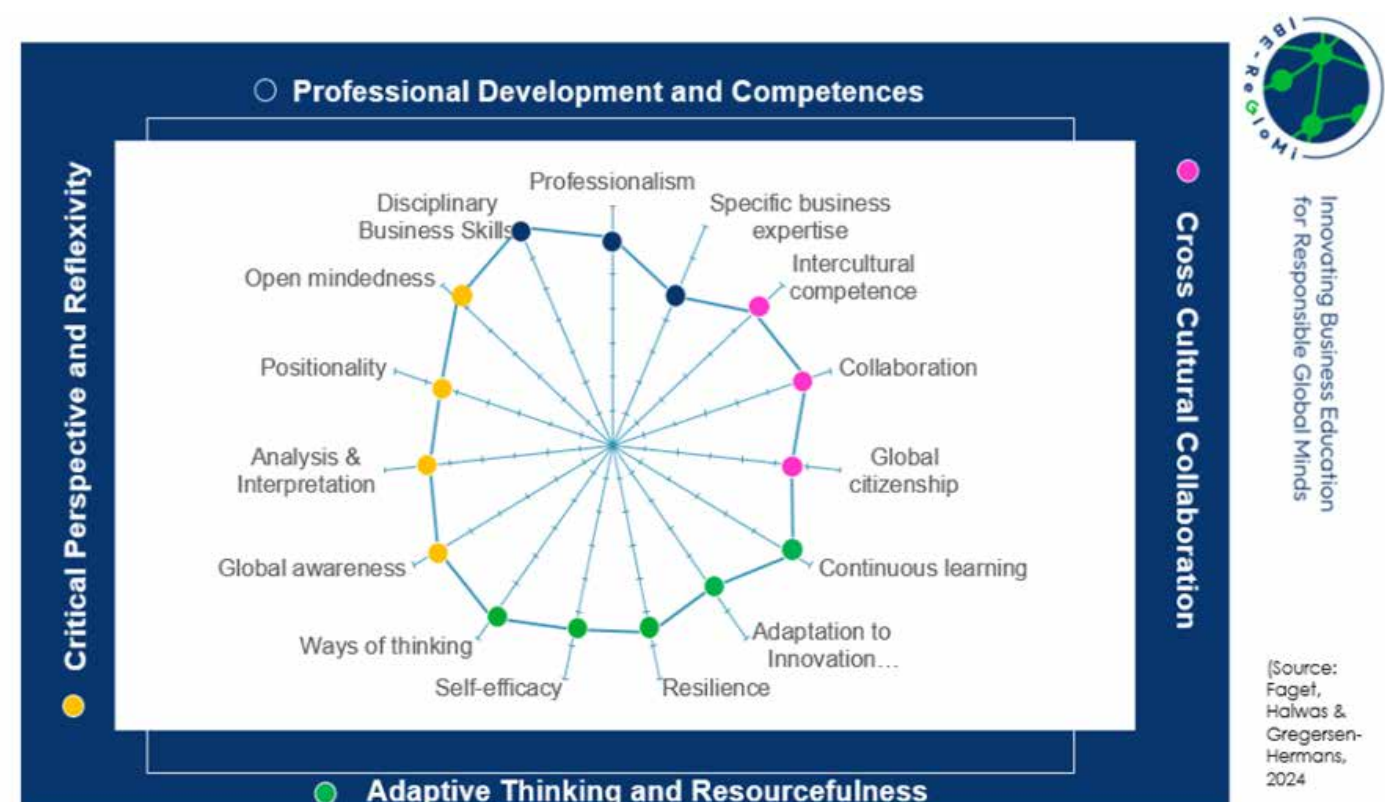 Professional Development and Competences
Critical Perspective and Reflexivity
Cross Cultural Collaboration
Adaptive Thinking and Resourcefulness
Professionalism
Specific business
expertise
Intercultural
competence
Collaboration
Global
citizenship
Continuous learning
Adaptation to
Innovation...
Resilience
Self-efficacy
Ways of thinking
Global awareness
Analysis &
Interpretation
Positionality
Open mindedness
Disciplinary
Business Skills
IBE-ReGloMi
Innovating Business Education
for Responsible Global Minds
(Source:
Faget,
Halwas &
Gregersen-
Hermans,
2024